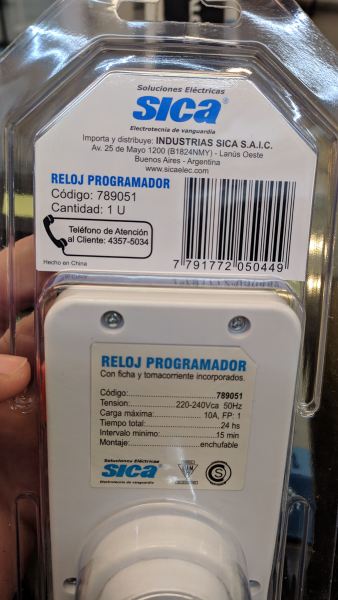 Soluciones Eléctricas
sica®
Electrotecnia de vanguardia
Importa y distribuye: INDUSTRIAS SICA S.A.I.C.
Av. 25 de Mayo 1200 (B1824NMY) - Lanús Oeste
Buenos Aires - Argentina
www.sicaelec.com
RELOJ PROGRAMADOR
Código: 789051
Cantidad: 1 U
Teléfono de Atención
al Cliente: 4357-5034
Hecho en China
7 791772 050449
RELOJ PROGRAMADOR
Con ficha y tomacorriente incorporados.
Código:.............789051
Tension:.............220-240Vca 50Hz
Carga máxima:............. 10A, FP: 1
Tiempo total:.............24 hs
Intervalo minimo:.............15 min
Montaje:.............enchufable
Soluciones Eléctricas
sica®
Electrotecnia de vanguardia
S